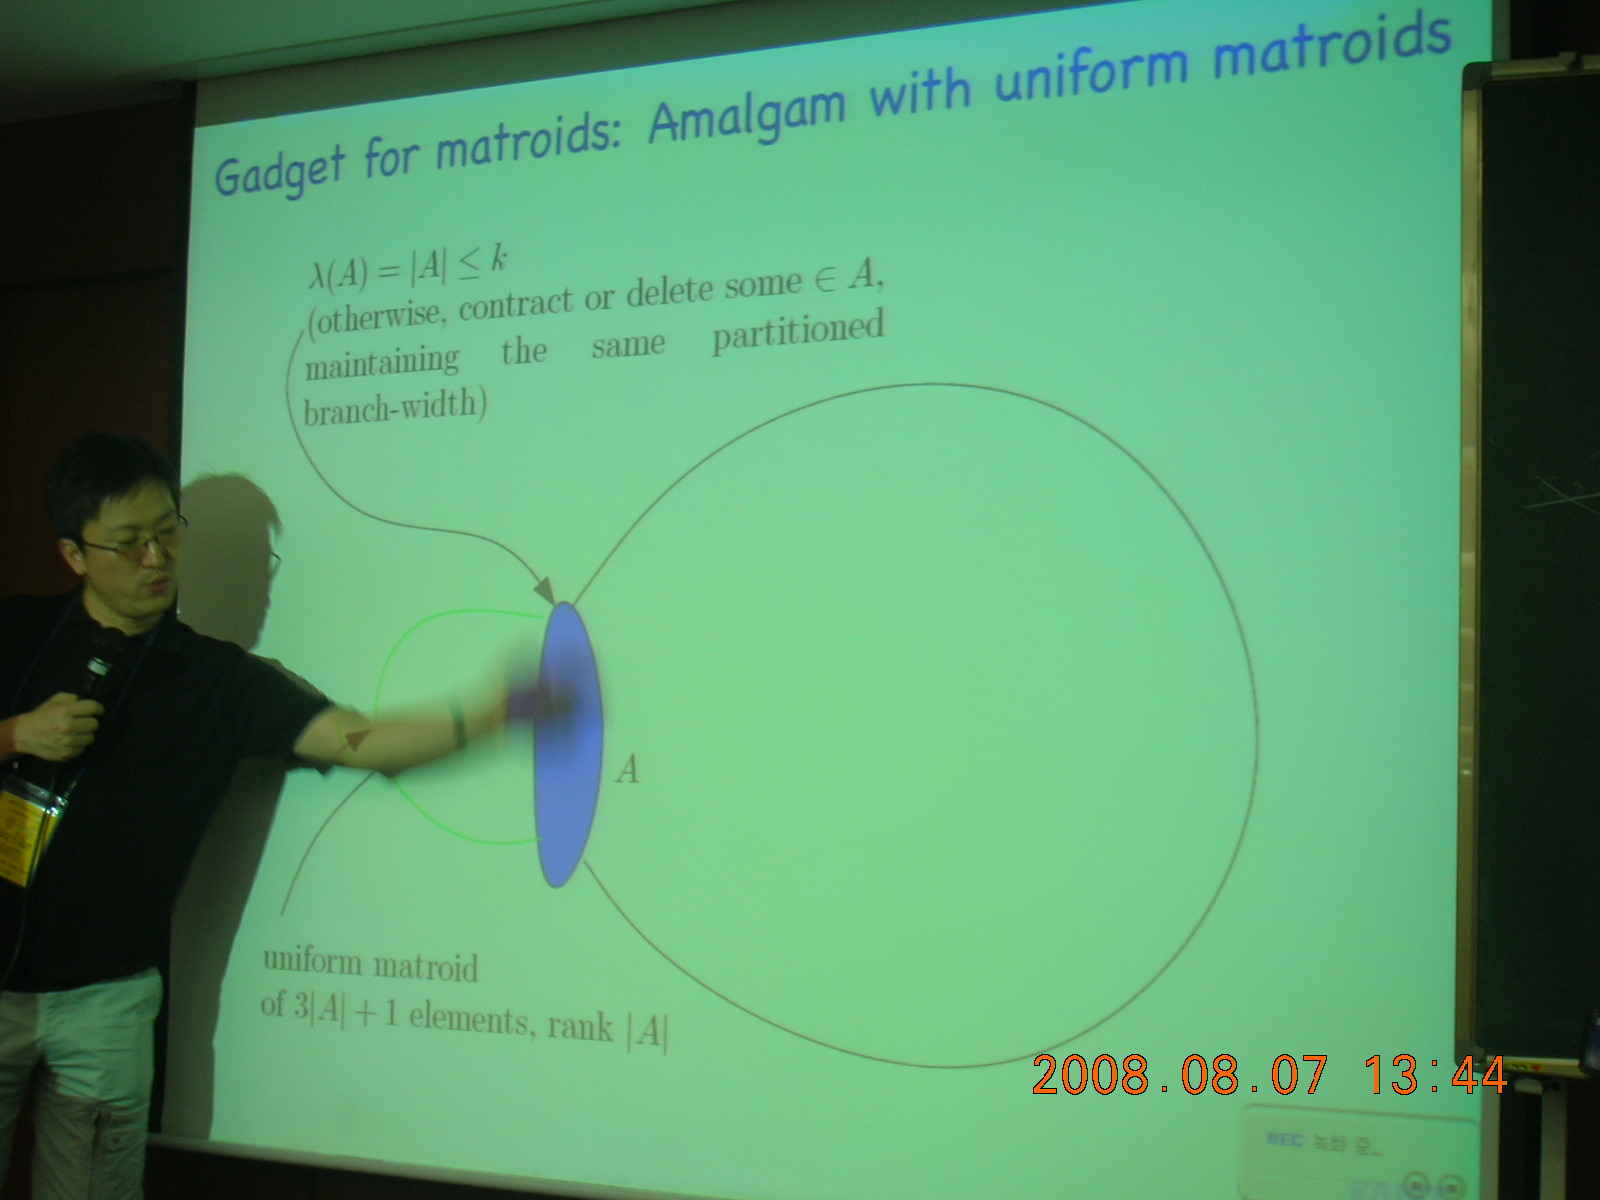 Gadget for matroids: Amalgam with uniform matroids
λ(A) = |A| ≤ k
(otherwise, contract or delete some ∈ A,
maintaining the same partitioned
branch-width)
A
uniform matroid
of 3|A| + 1 elements, rank |A|
2008.08.07 13:44
REC 녹화 중...